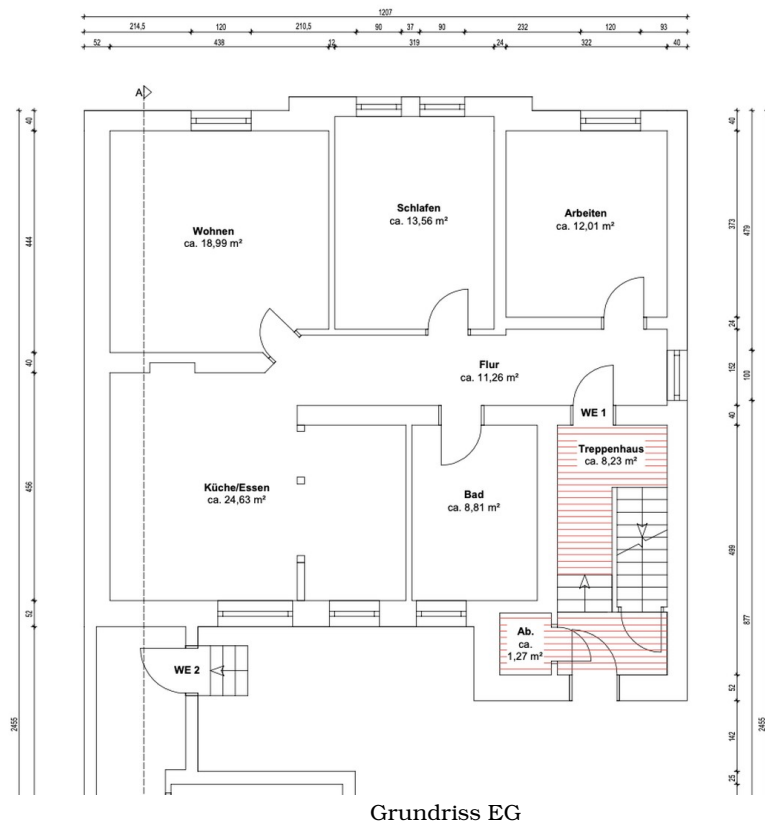 1207
214,5 120 210,5 90 37 90 232 120 93
52 438 12 319 24 322 40
A
40 444 40 456 52 2455
40 373 24 152 40 499 52 142 25
479 100 877 2455
Wohnen
ca. 18,99 m²
Schlafen
ca. 13,56 m²
Arbeiten
ca. 12,01 m²
Flur
ca. 11,26 m²
WE 1
Treppenhaus
ca. 8,23 m²
Küche/Essen
ca. 24,63 m²
Bad
ca. 8,81 m²
Ab.
ca.
1,27 m²
WE 2
Grundriss EG